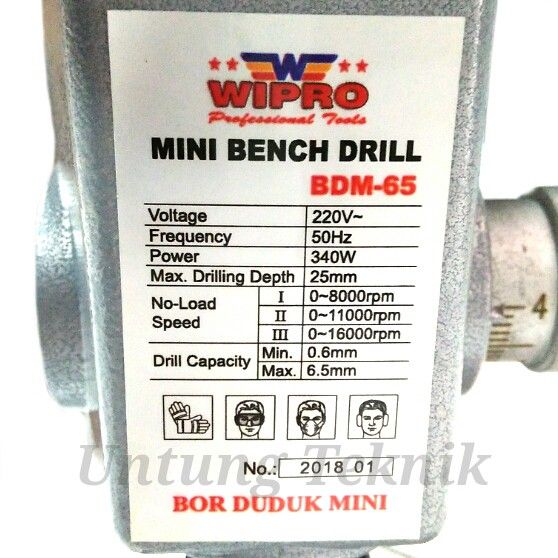 W
WIPRO
Professional Tools
MINI BENCH DRILL
BDM-65
Voltage 220V~
Frequency 50Hz
Power 340W
Max. Drilling Depth 25mm
No-Load Speed I 0~8000rpm
II 0~11000rpm
III 0~16000rpm
Drill Capacity Min. 0.6mm
Max. 6.5mm
Untung Teknik
No.: 2018 01
BOR DUDUK MINI
4